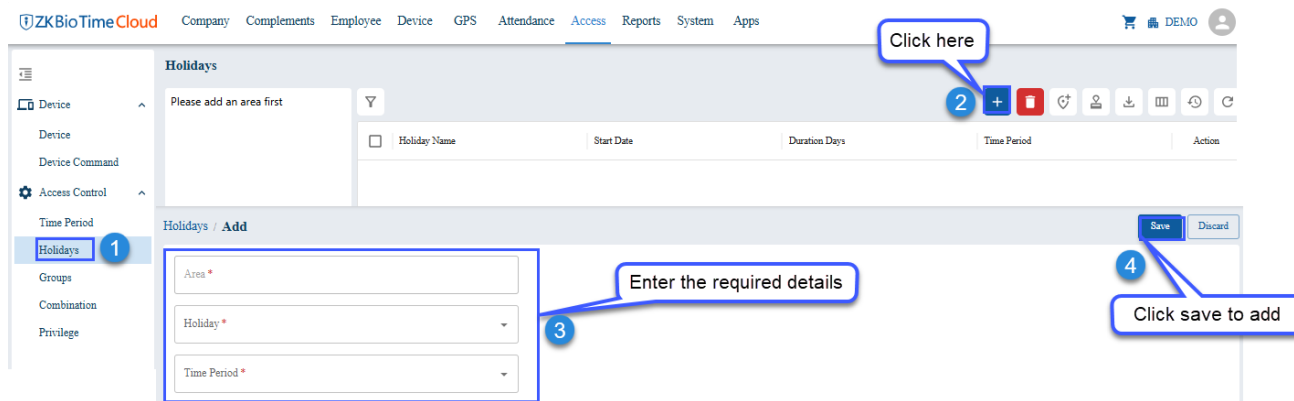 ZKBioTime Cloud Company Complements Employee Device GPS Attendance Access Reports System Apps DEMO
Click here
Holidays
Device
Please add an area first
2
Holiday Name Start Date Duration Days Time Period Action
Device
Device Command
Access Control
Time Period
Holidays / Add
Save Discard
Holidays 1
4
Area *
Groups
Enter the required details
Combination
Click save to add
Holiday *
3
Privilege
Time Period *